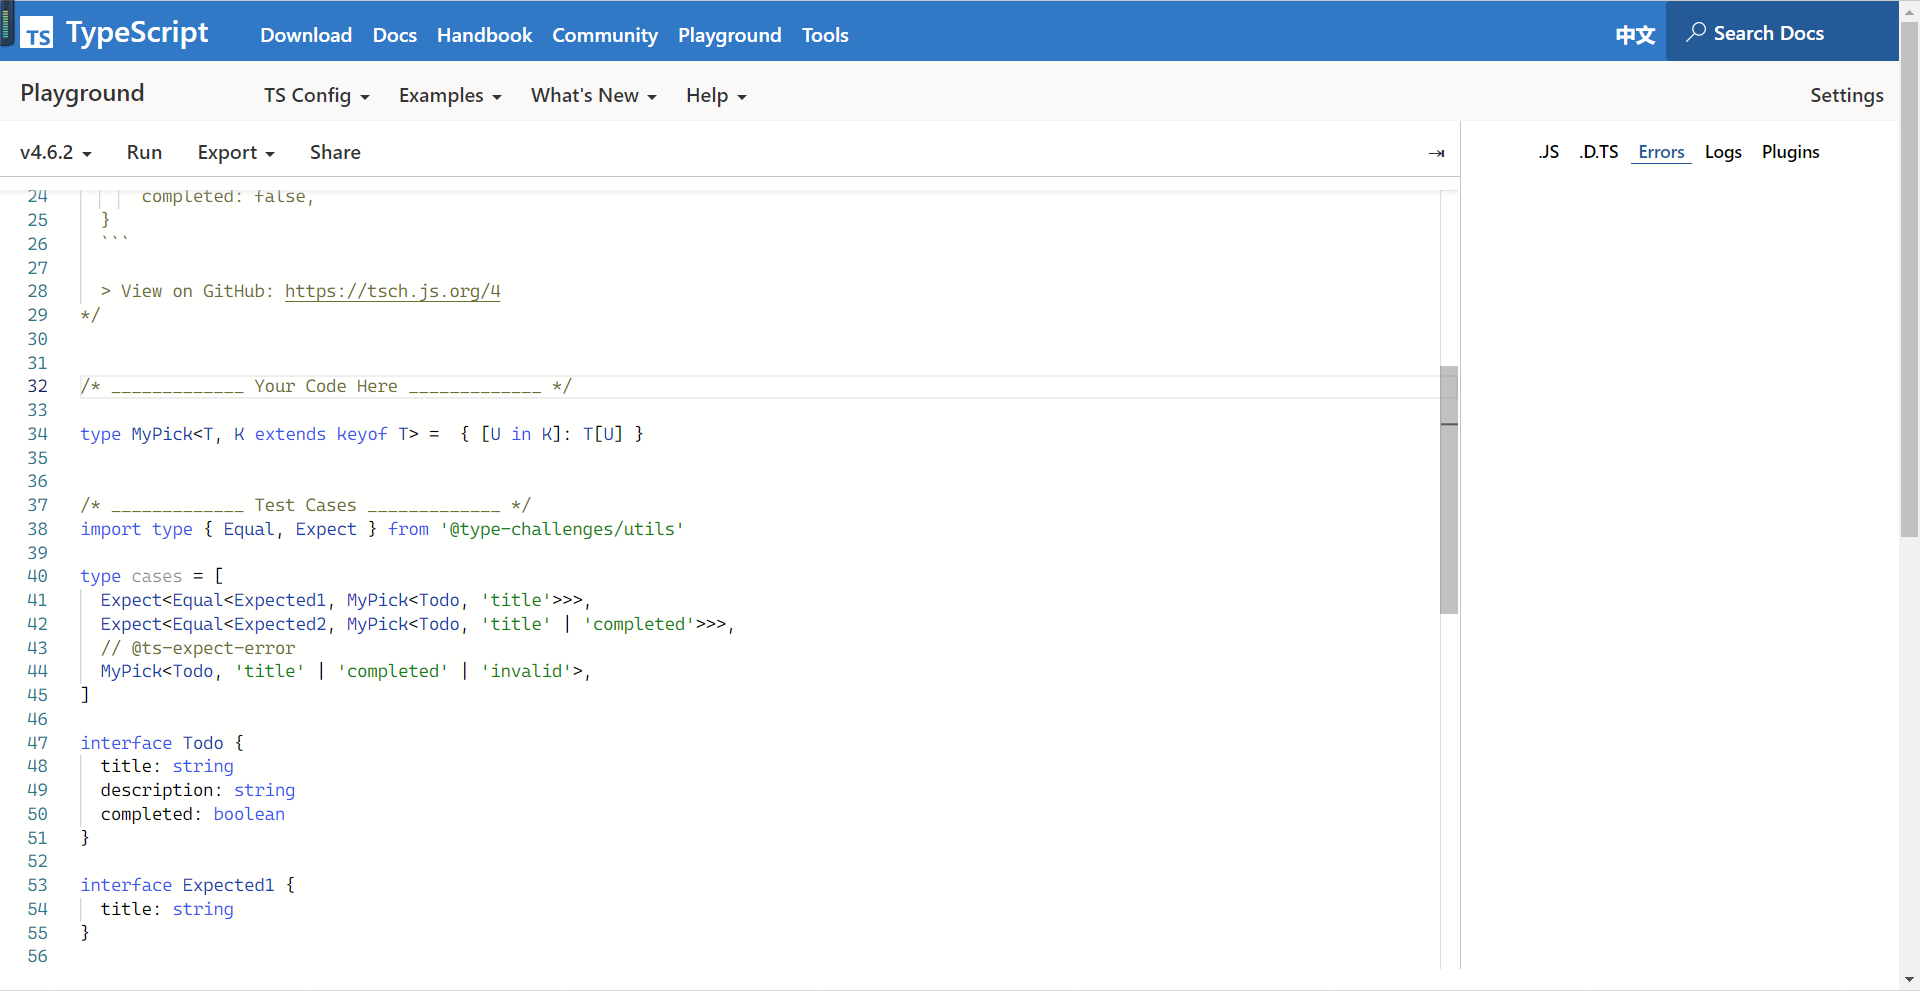 TS TypeScript Download Docs Handbook Community Playground Tools 中文 Search Docs
Playground TS Config Examples What's New Help Settings
v4.6.2 Run Export Share .JS .D.TS Errors Logs Plugins
24 completed: false,
25 }
26 ```
27
28 > View on GitHub: https://tsch.js.org/4
29 */
30
31
32 /* _____________ Your Code Here _____________ */
33
34 type MyPick<T, K extends keyof T> =  { [U in K]: T[U] }
35
36
37 /* _____________ Test Cases _____________ */
38 import type { Equal, Expect } from '@type-challenges/utils'
39
40 type cases = [
41 Expect<Equal<Expected1, MyPick<Todo, 'title'>>>,
42 Expect<Equal<Expected2, MyPick<Todo, 'title' | 'completed'>>>,
43 // @ts-expect-error
44 MyPick<Todo, 'title' | 'completed' | 'invalid'>,
45 ]
46
47 interface Todo {
48 title: string
49 description: string
50 completed: boolean
51 }
52
53 interface Expected1 {
54 title: string
55 }
56